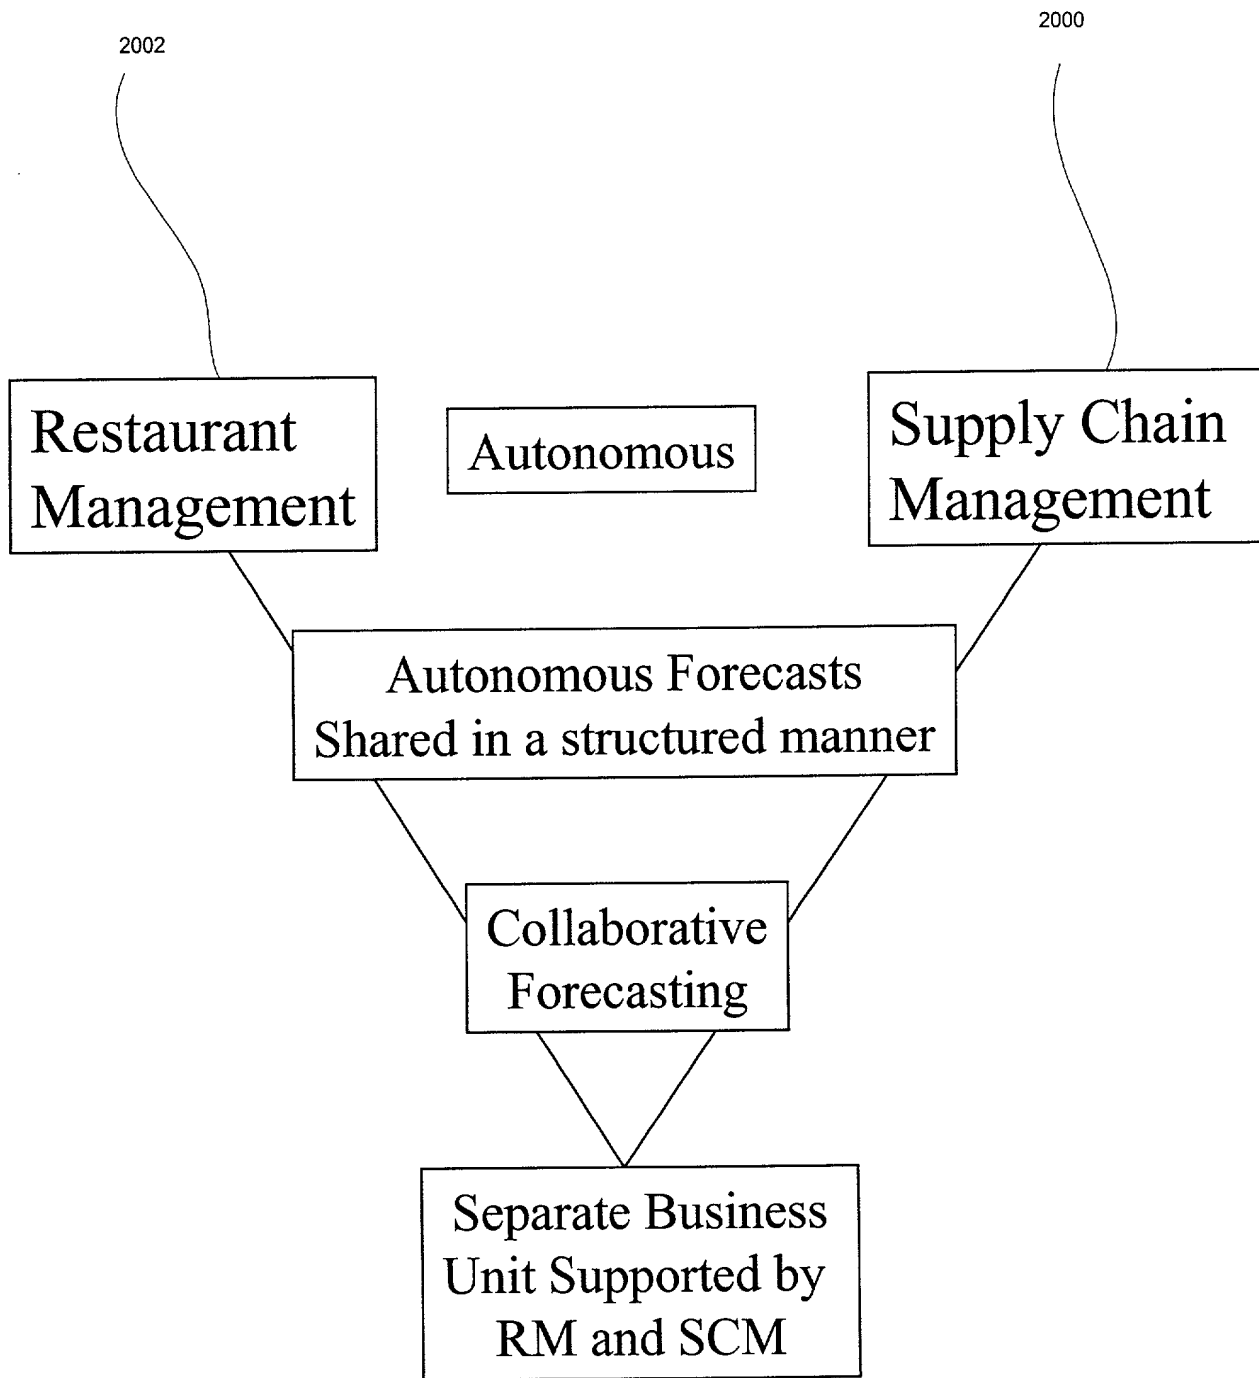 2002
2000
Restaurant
Management
Autonomous
Supply Chain
Management
Autonomous Forecasts
Shared in a structured manner
Collaborative
Forecasting
Separate Business
Unit Supported by
RM and SCM